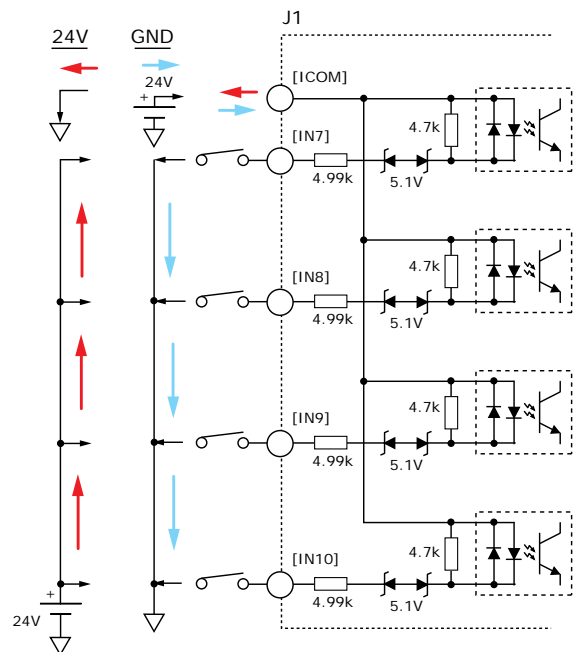 J1
24V GND
24V
+
[ICOM]
[IN7]
4.7k
4.99k
5.1V
[IN8]
4.7k
4.99k
5.1V
[IN9]
4.7k
4.99k
5.1V
[IN10]
4.7k
4.99k
5.1V
+
24V